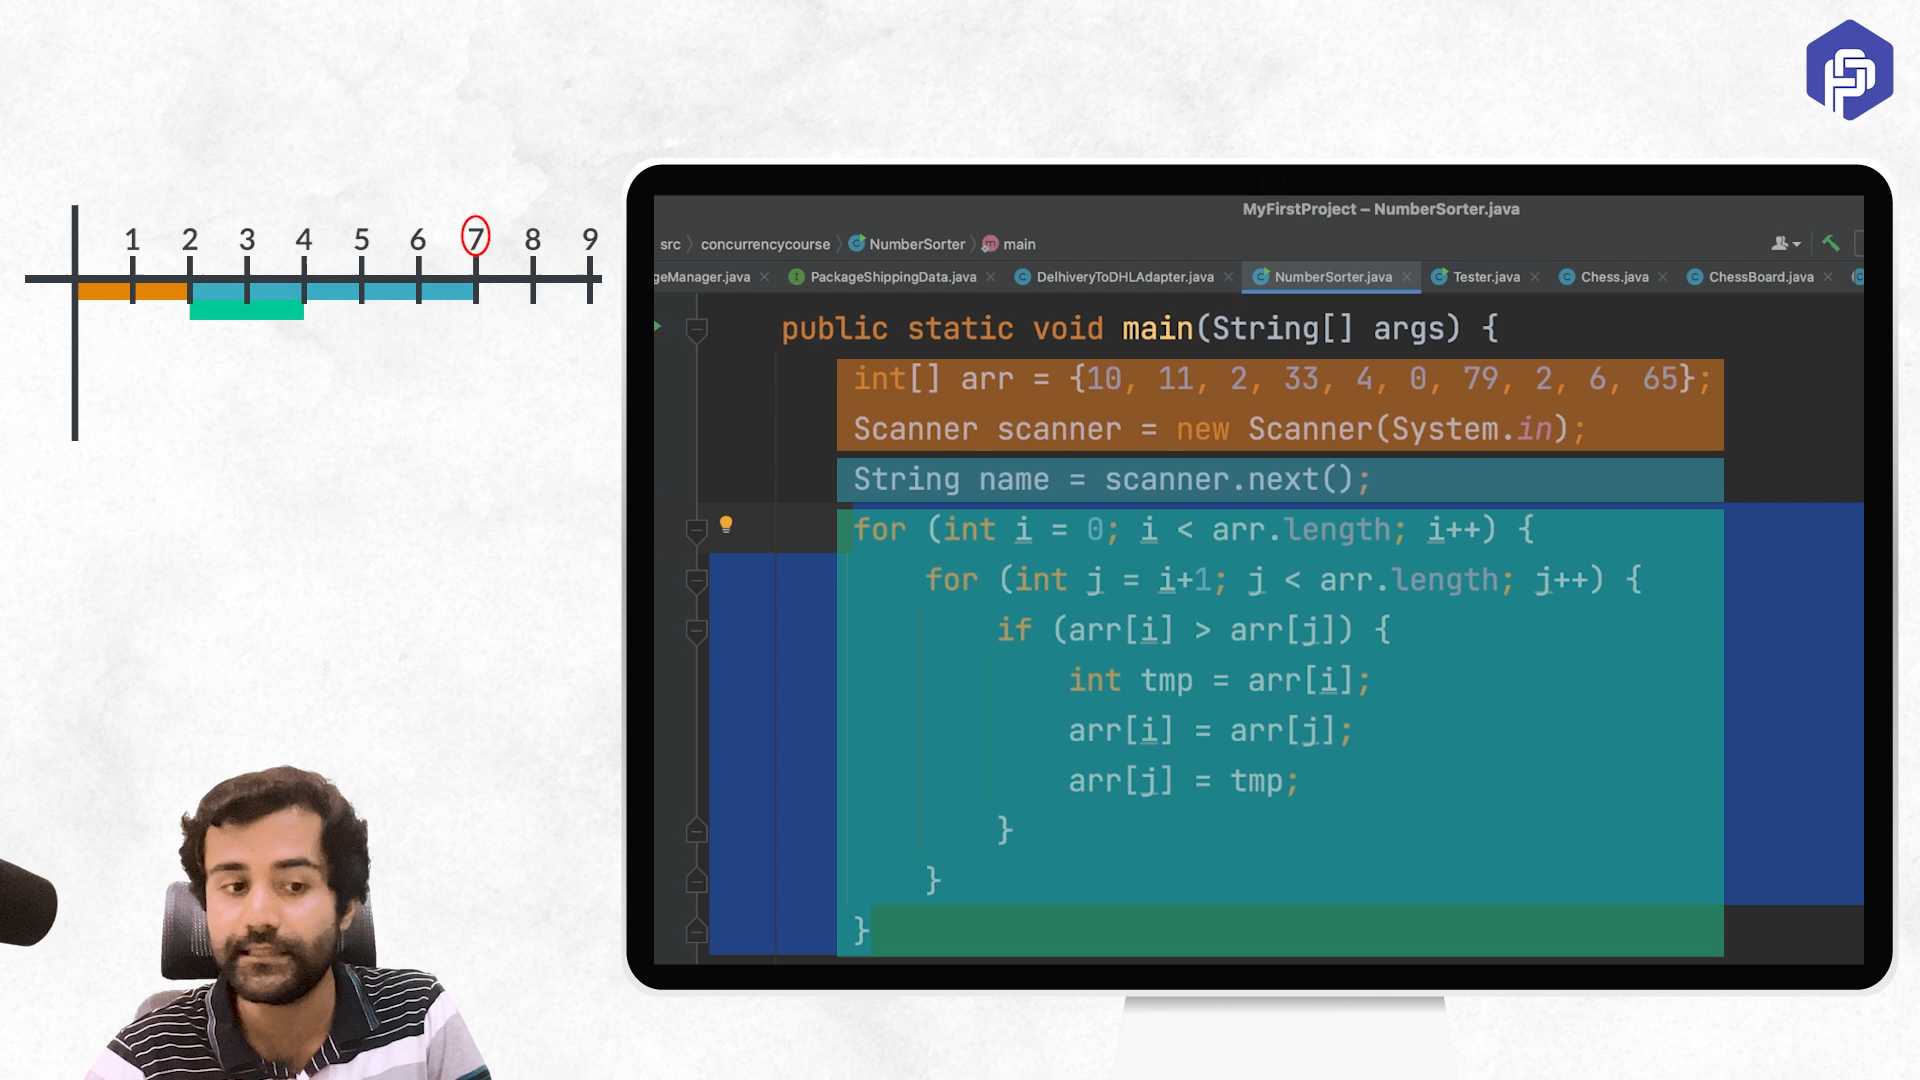 1 2 3 4 5 6 7 8 9
MyFirstProject – NumberSorter.java
src concurrencycourse NumberSorter main
geManager.java PackageShippingData.java DelhiveryToDHLAdapter.java NumberSorter.java Tester.java Chess.java ChessBoard.java
public static void main(String[] args) {
int[] arr = {10, 11, 2, 33, 4, 0, 79, 2, 6, 65};
Scanner scanner = new Scanner(System.in);
String name = scanner.next();
for (int i = 0; i < arr.length; i++) {
for (int j = i+1; j < arr.length; j++) {
if (arr[i] > arr[j]) {
int tmp = arr[i];
arr[i] = arr[j];
arr[j] = tmp;
}
}
}